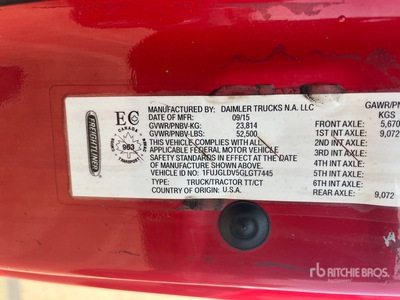 FREIGHTLINER
EC
CANADA
963
TRANSPORT
MANUFACTURED BY: DAIMLER TRUCKS N.A. LLC
DATE OF MFR: 09/15
GVWR/PNBV-KG: 23,814
GVWR/PNBV-LBS: 52,500
THIS VEHICLE COMPLIES WITH ALL
APPLICABLE FEDERAL MOTOR VEHICLE
SAFETY STANDARDS IN EFFECT AT THE DATE OF
MANUFACTURE SHOWN ABOVE.
VEHICLE ID NO: 1FUJGLDV5GLGT7445
TYPE: TRUCK/TRACTOR TT/CT
COUNTRY OF ORIGIN: U.S.A.
GAWR/PN
KGS
FRONT AXLE: 5,670
1ST INT AXLE: 9,072
2ND INT AXLE:
3RD INT AXLE:
4TH INT AXLE:
5TH INT AXLE:
6TH INT AXLE:
REAR AXLE: 9,072
rb RITCHIE BROS.